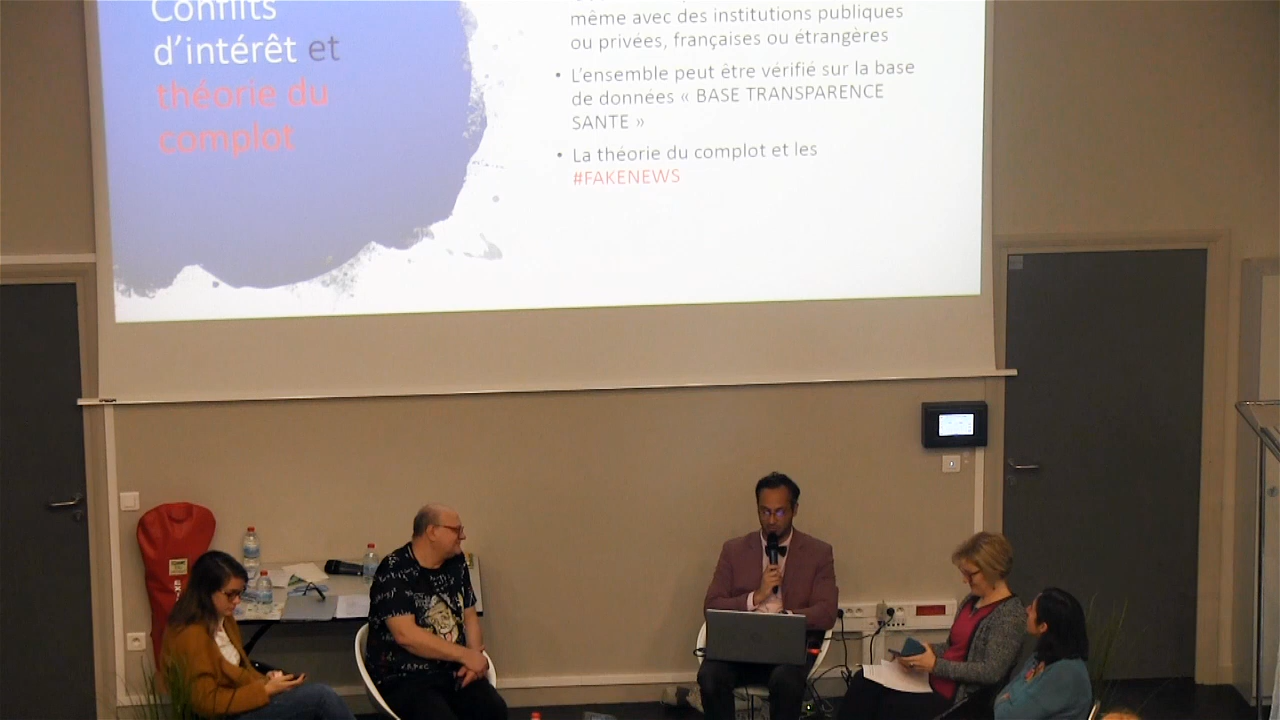 Conflits
d'intérêt et
théorie du
complot
même avec des institutions publiques
ou privées, françaises ou étrangères
• L'ensemble peut être vérifié sur la base
de données « BASE TRANSPARENCE
SANTE »
• La théorie du complot et les
#FAKENEWS